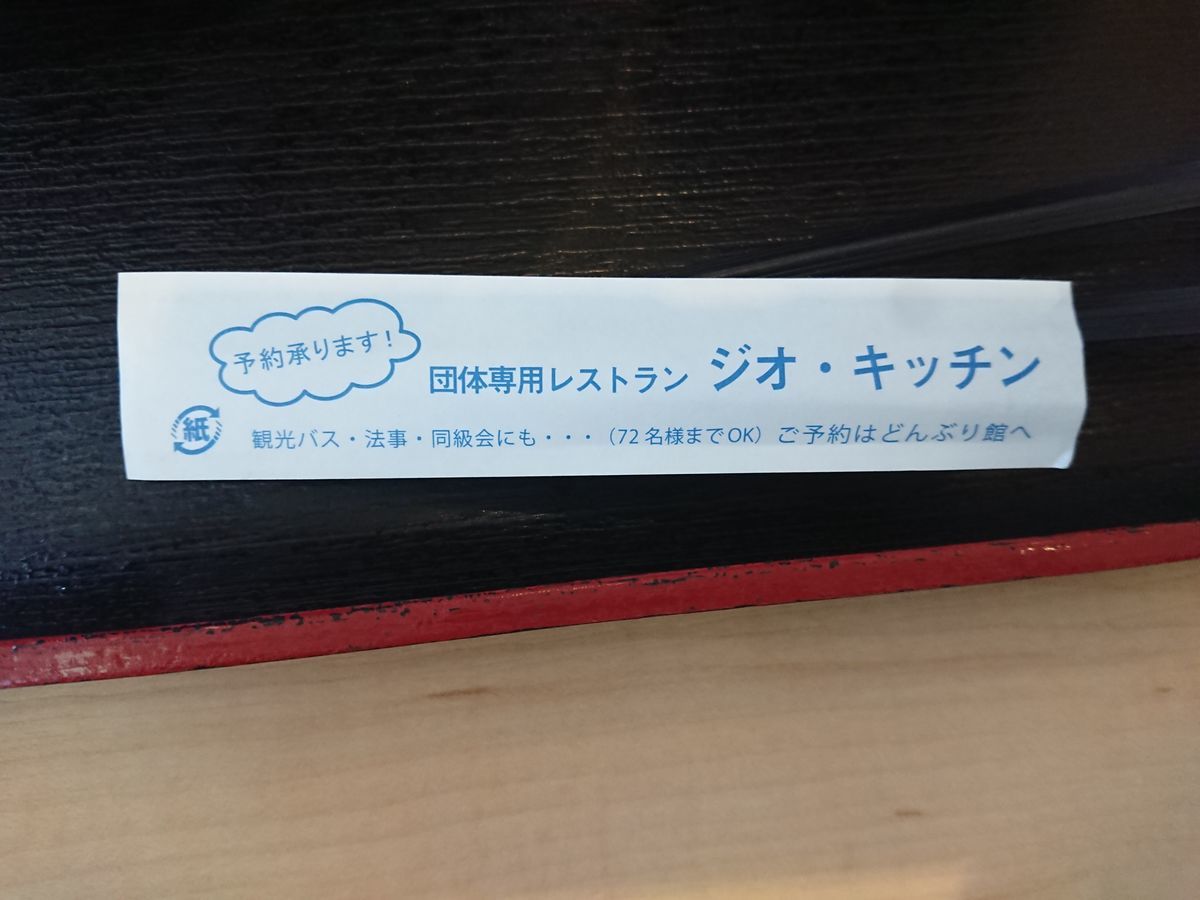 予約承ります!
団体専用レストラン ジオ・キッチン
紙
観光バス・法事・同級会にも・・・（72名様までOK）ご予約はどんぶり館へ